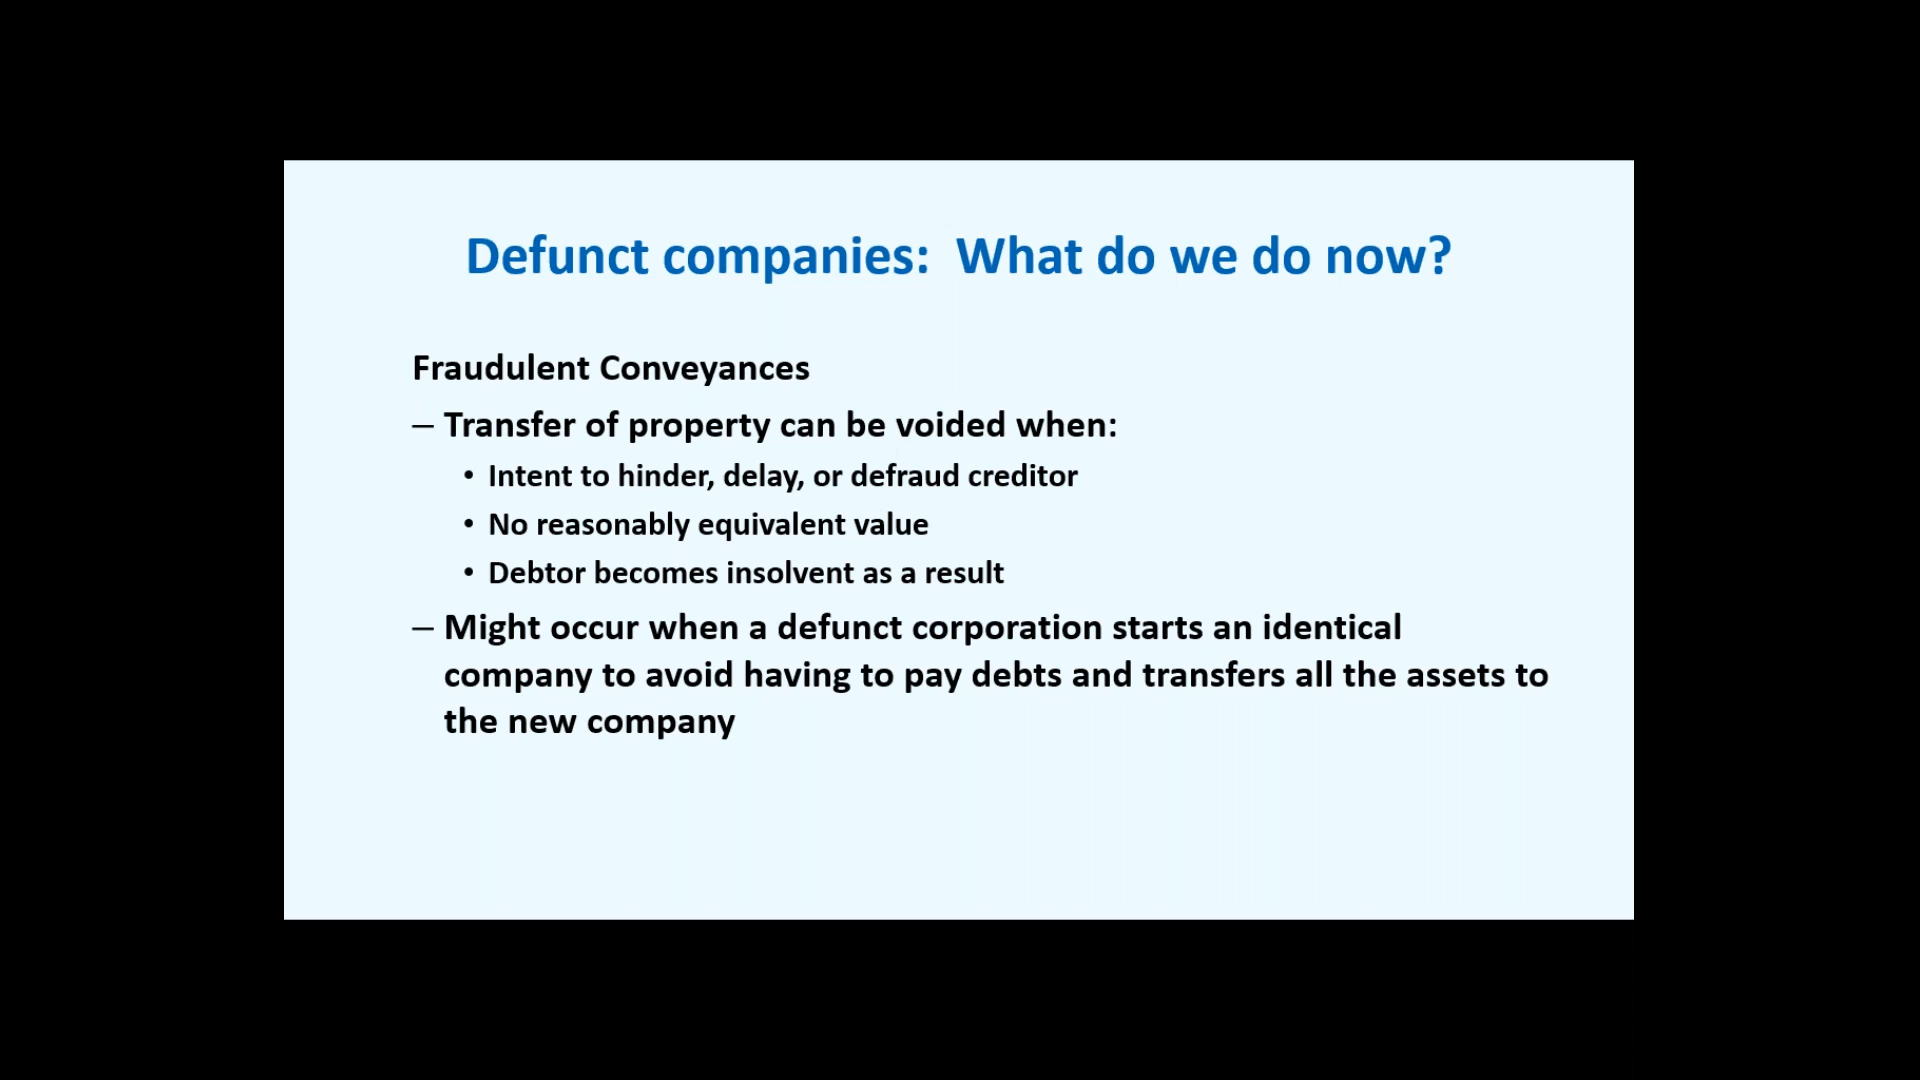 Defunct companies:  What do we do now?
Fraudulent Conveyances
– Transfer of property can be voided when:
• Intent to hinder, delay, or defraud creditor
• No reasonably equivalent value
• Debtor becomes insolvent as a result
– Might occur when a defunct corporation starts an identical
company to avoid having to pay debts and transfers all the assets to
the new company